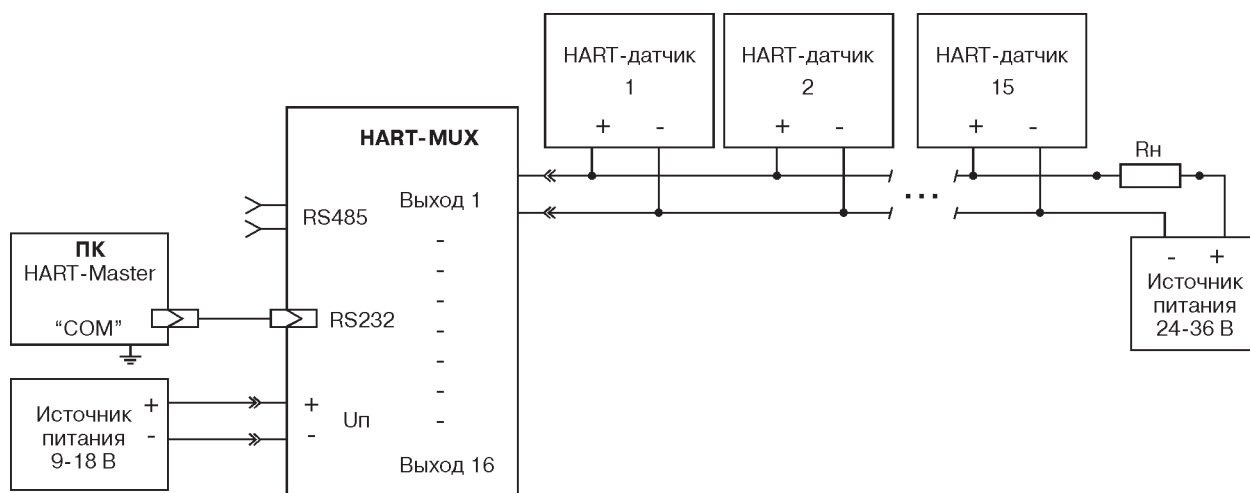 HART-датчик
1
+ -
HART-датчик
2
+ -
HART-датчик
15
+ -
HART-MUX
Выход 1
-
-
-
-
-
-
-
Выход 16
RS485
RS232
+
-
Uп
ПК
HART-Master
“COM”
Источник
питания
9-18 В
+
-
...
Rн
- +
Источник
питания
24-36 В